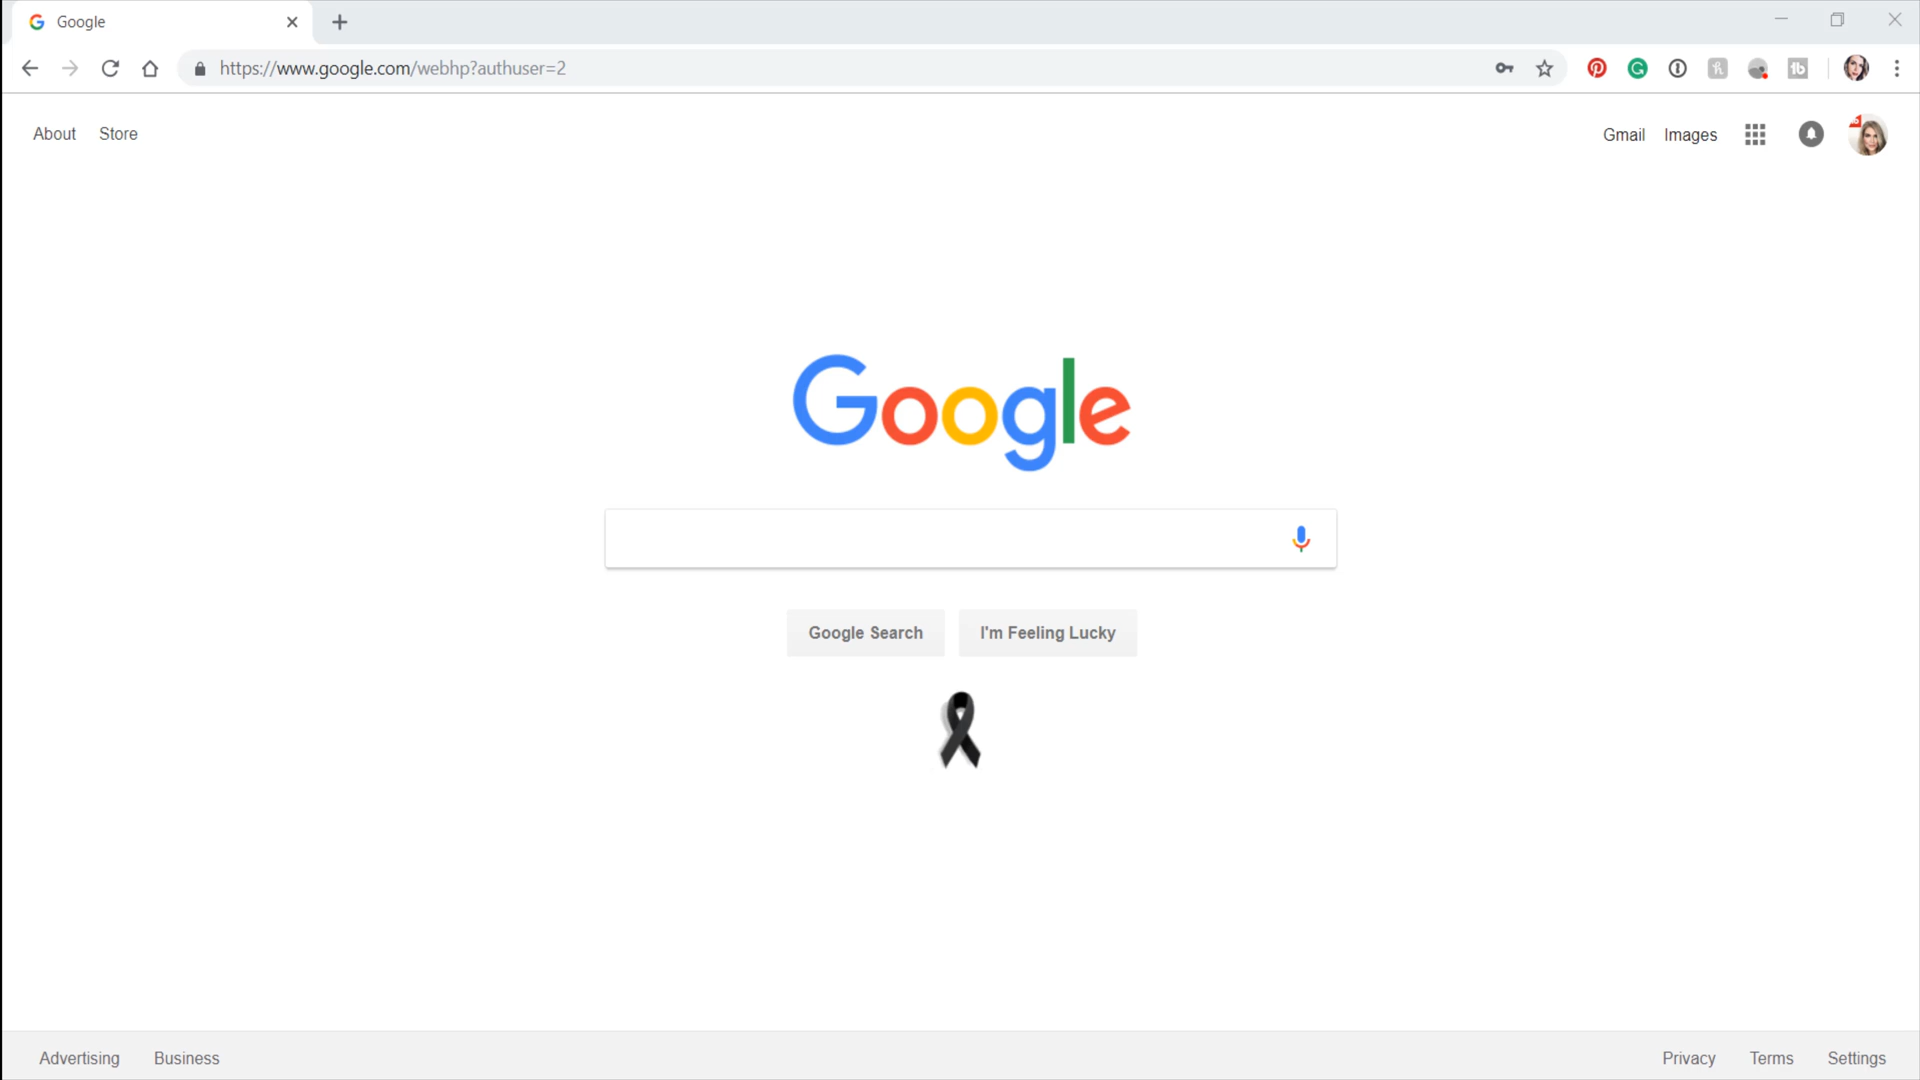 Google
https://www.google.com/webhp?authuser=2
About Store
Gmail Images
Google
Google Search I'm Feeling Lucky
Advertising Business
Privacy Terms Settings